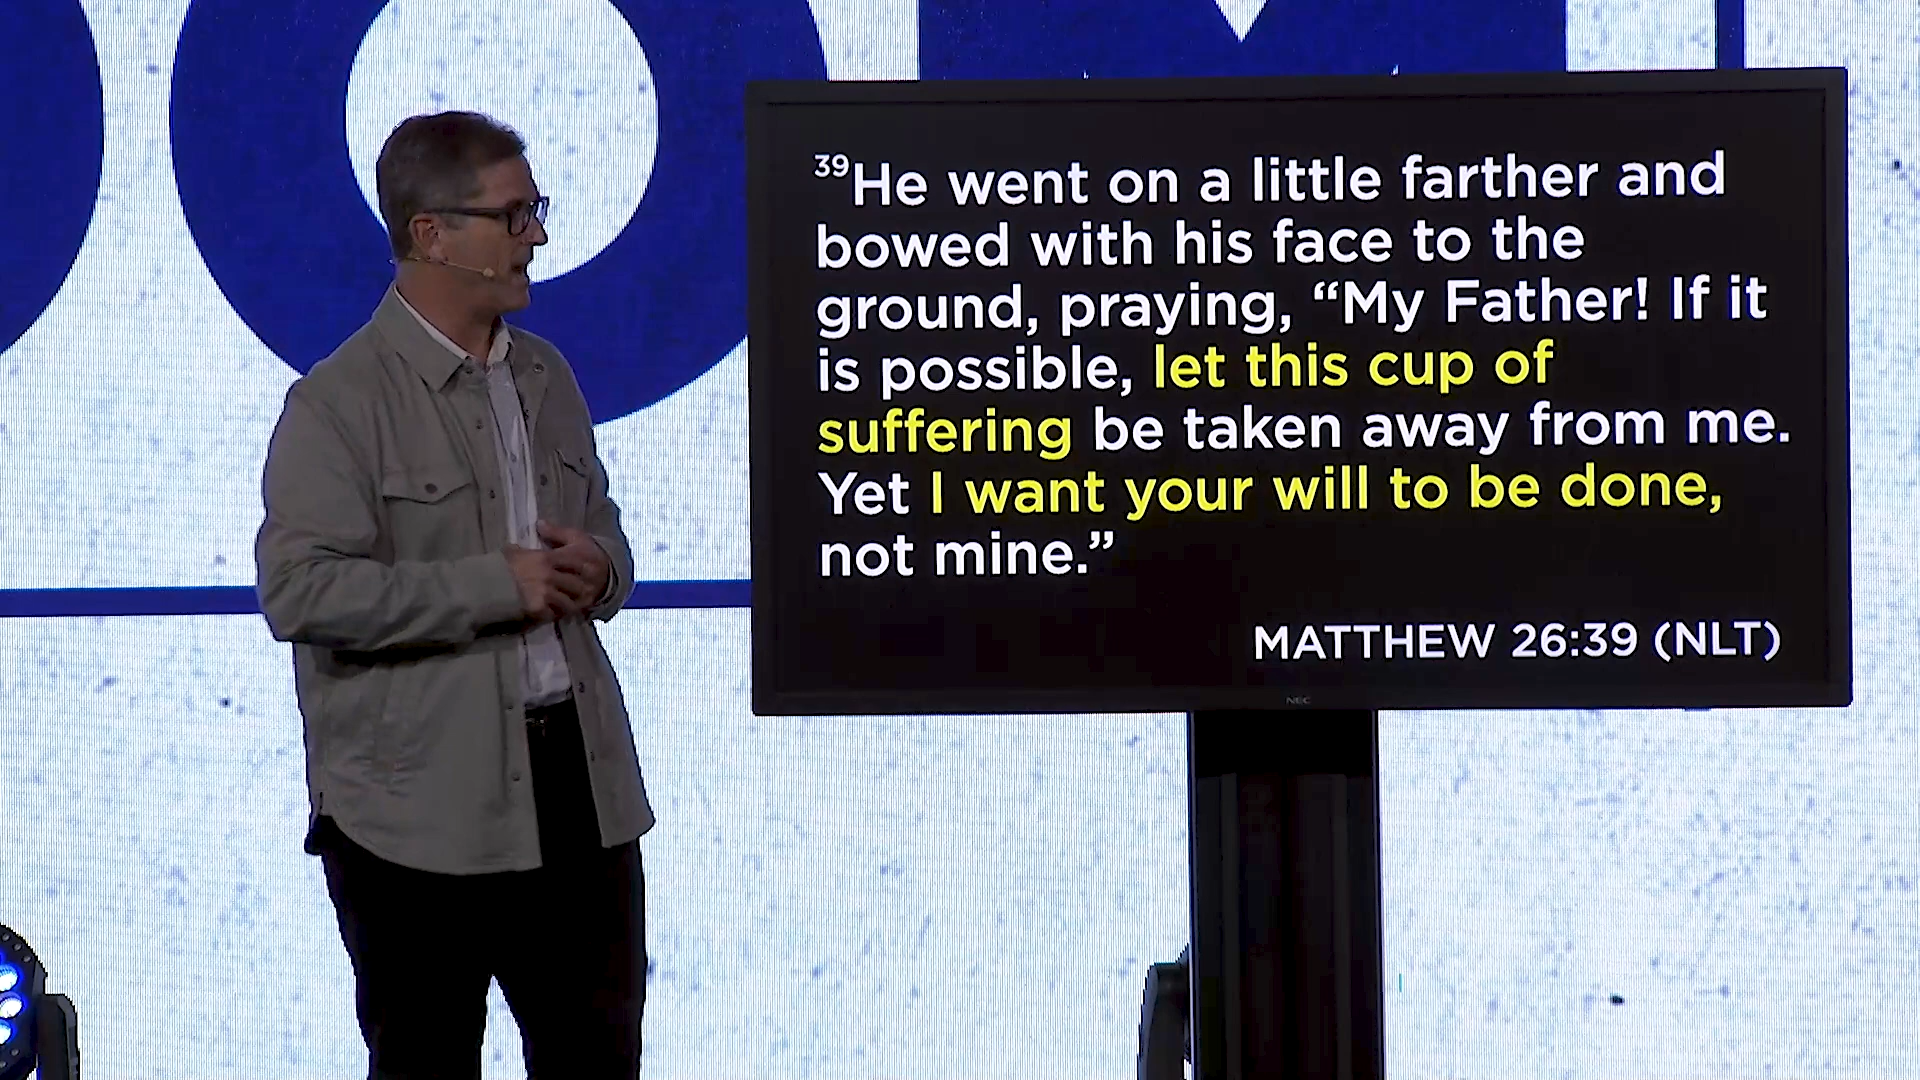 ³⁹He went on a little farther and
bowed with his face to the
ground, praying, “My Father! If it
is possible, let this cup of
suffering be taken away from me.
Yet I want your will to be done,
not mine.”
MATTHEW 26:39 (NLT)
NEC